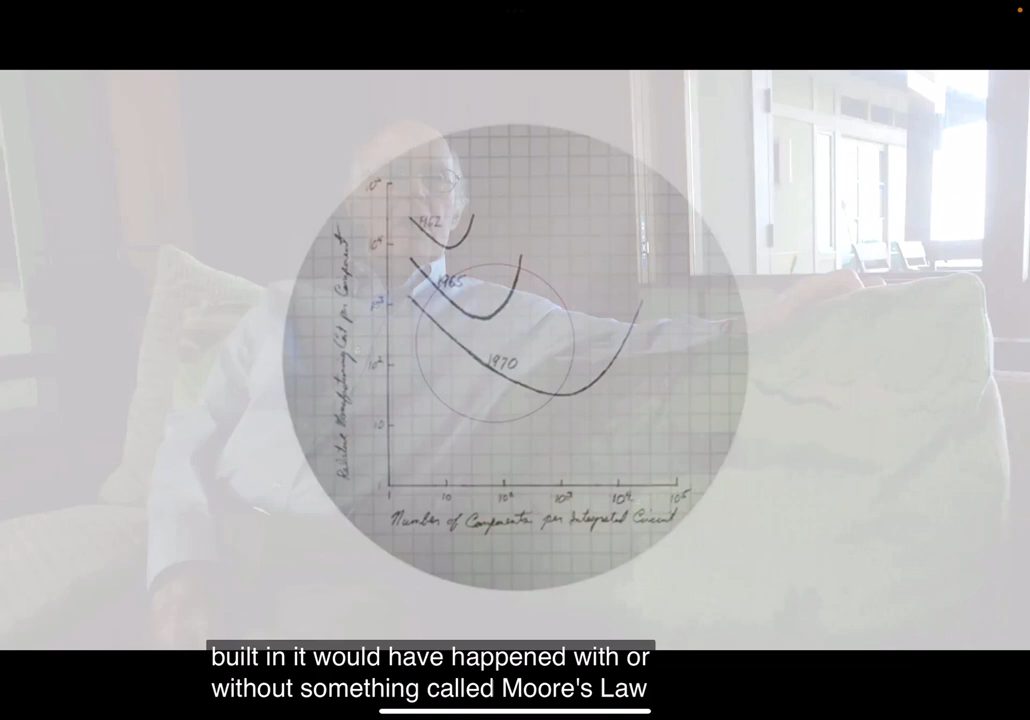 10⁵
1962
10⁴
1965
10³
1970
10²
10
1
Relative Manufacturing Cost per Component
1 10 10² 10³ 10⁴ 10⁵
Number of Components per Integrated Circuit
built in it would have happened with or
without something called Moore's Law